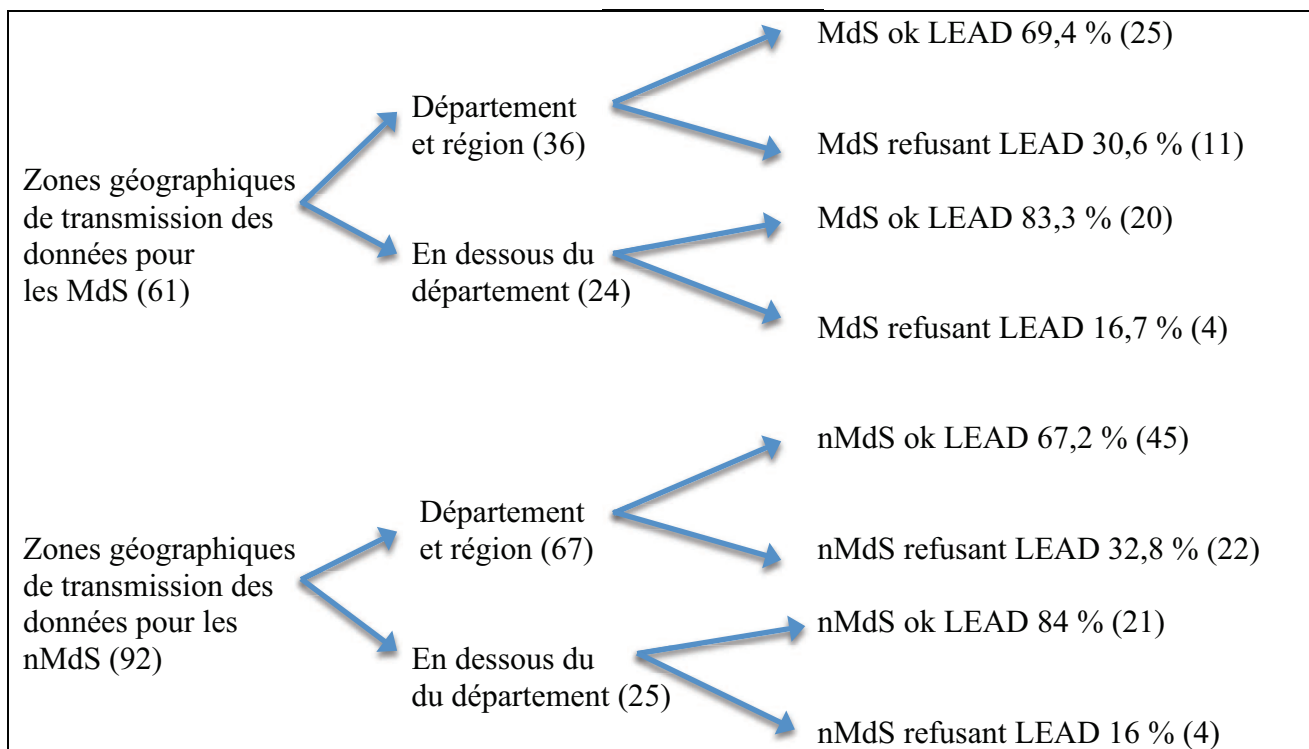 Zones géographiques
de transmission des
données pour
les MdS (61)
Département
et région (36)
En dessous du
département (24)
MdS ok LEAD 69,4 % (25)
MdS refusant LEAD 30,6 % (11)
MdS ok LEAD 83,3 % (20)
MdS refusant LEAD 16,7 % (4)
Zones géographiques
de transmission des
données pour les
nMdS (92)
Département
et région (67)
En dessous du
du département (25)
nMdS ok LEAD 67,2 % (45)
nMdS refusant LEAD 32,8 % (22)
nMdS ok LEAD 84 % (21)
nMdS refusant LEAD 16 % (4)